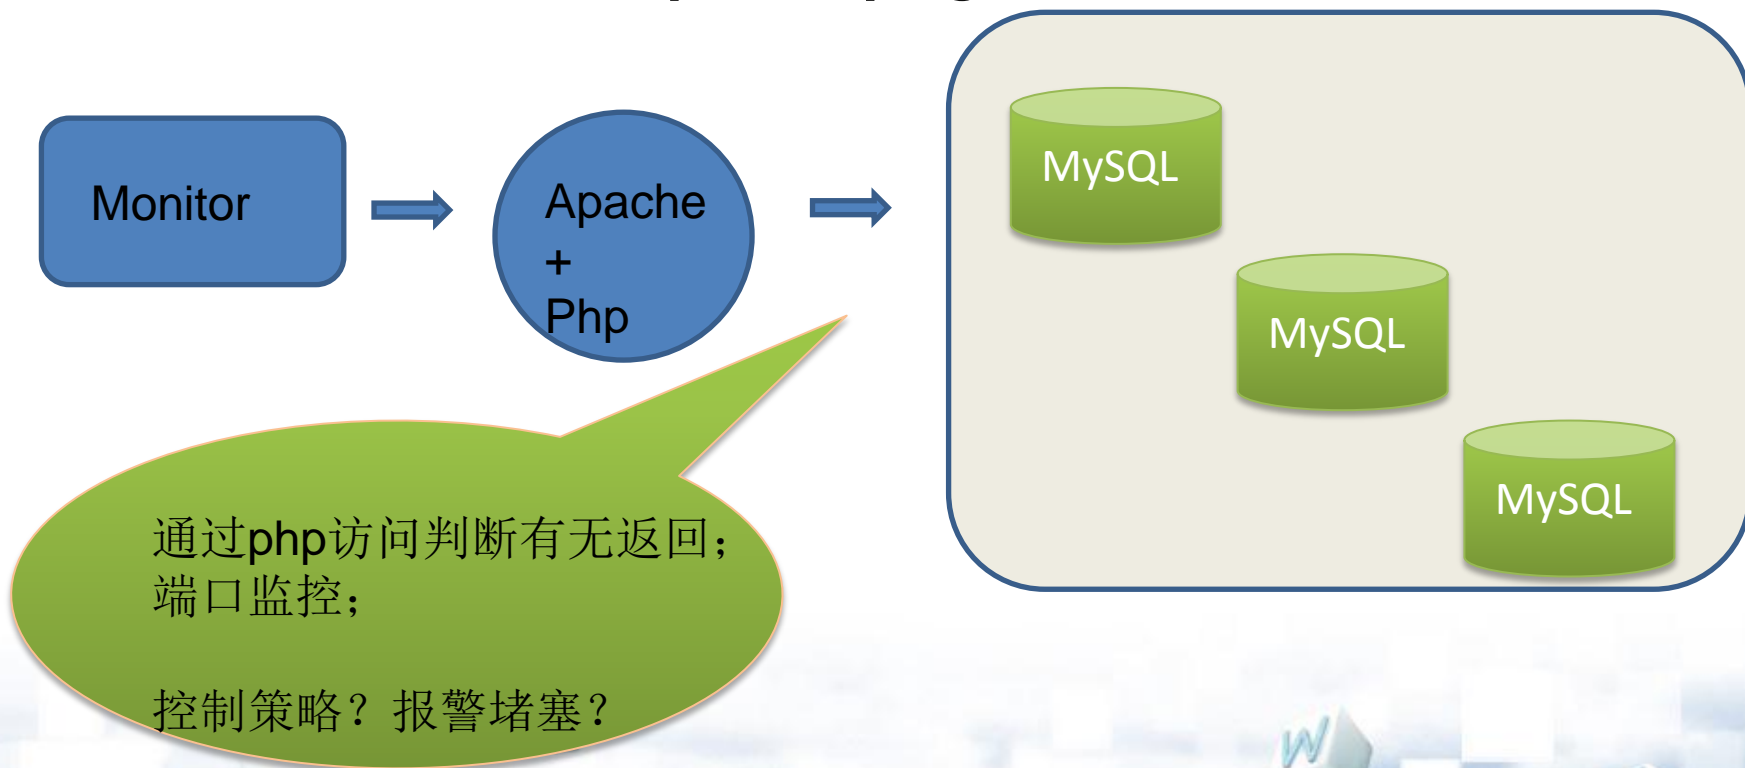 Monitor
Apache
+
Php
MySQL
MySQL
MySQL
通过php访问判断有无返回；
端口监控；
控制策略？报警堵塞？
W